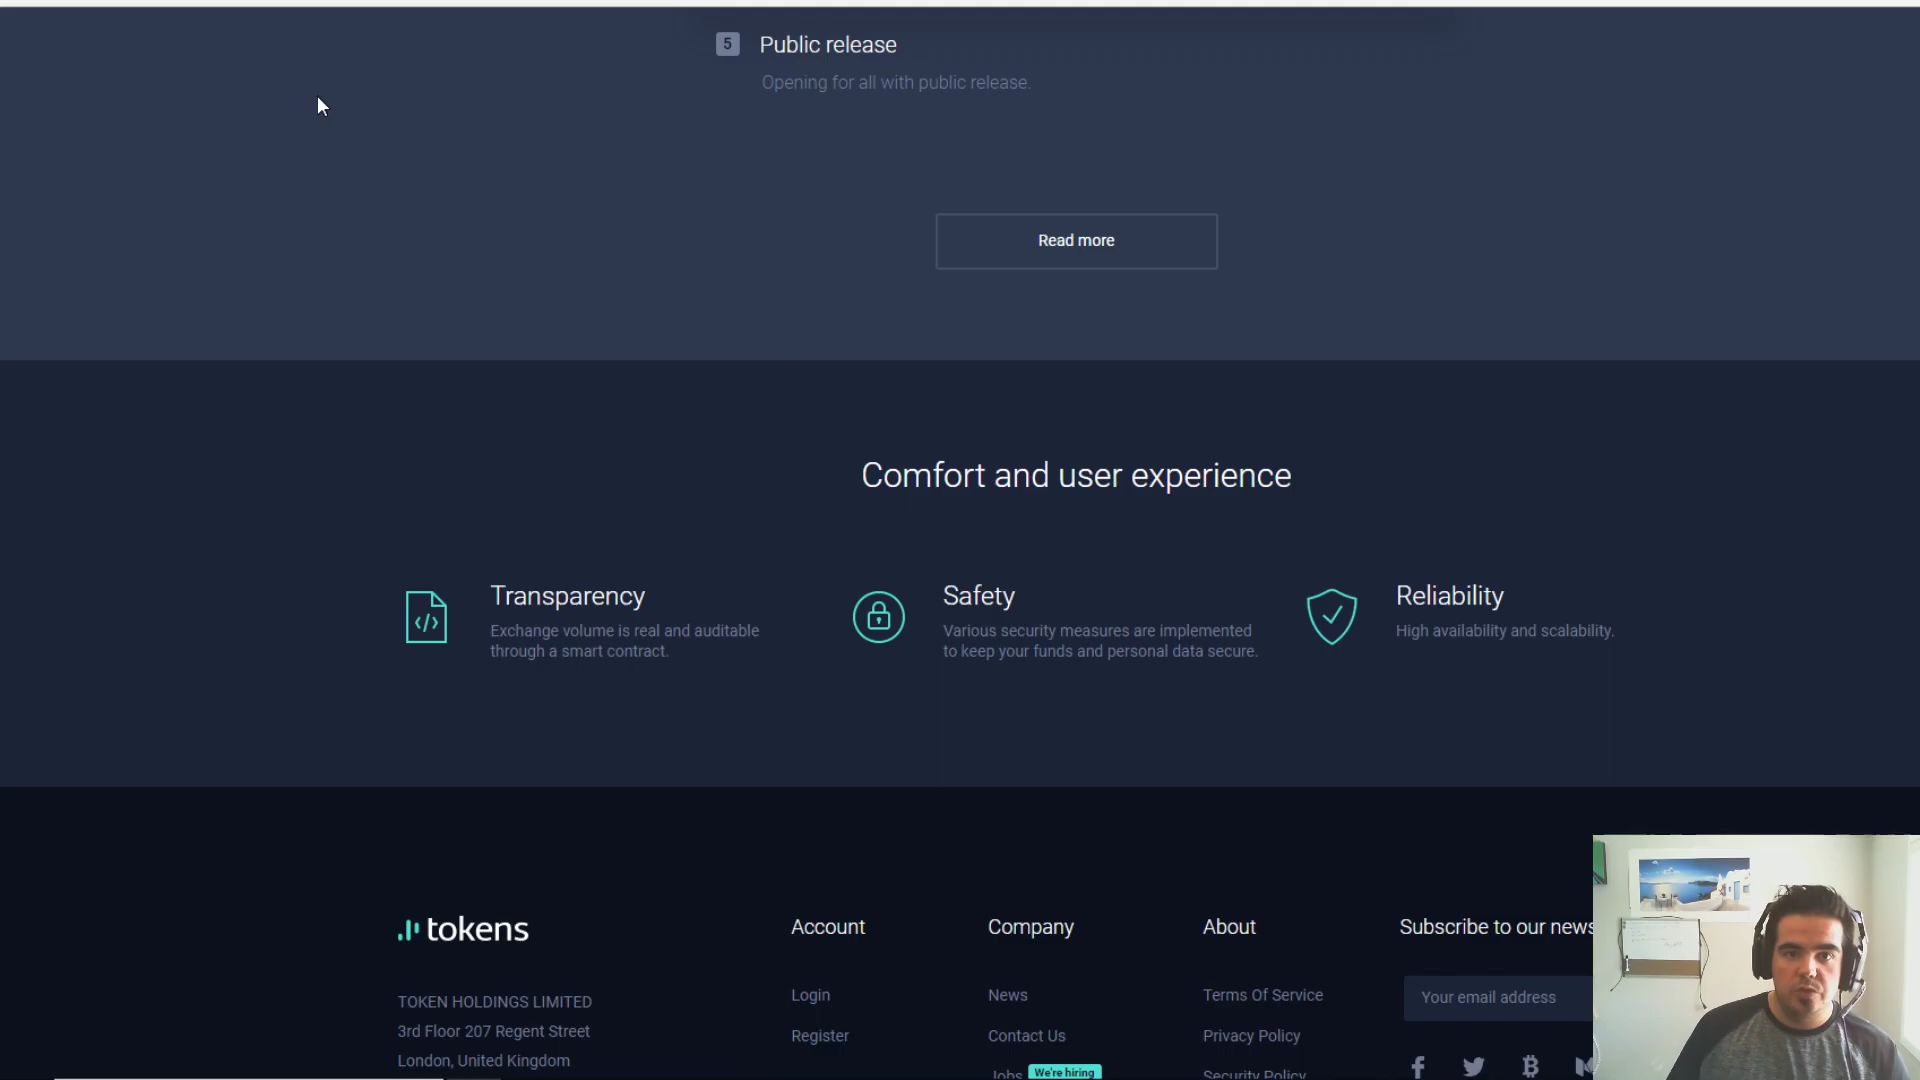 5 Public release
Opening for all with public release.
Read more
Comfort and user experience
Transparency
Exchange volume is real and auditable
through a smart contract.
Safety
Various security measures are implemented
to keep your funds and personal data secure.
Reliability
High availability and scalability.
tokens
TOKEN HOLDINGS LIMITED
3rd Floor 207 Regent Street
London, United Kingdom
Account
Login
Register
Company
News
Contact Us
Jobs We're hiring
About
Terms Of Service
Privacy Policy
Security Policy
Subscribe to our news
Your email address